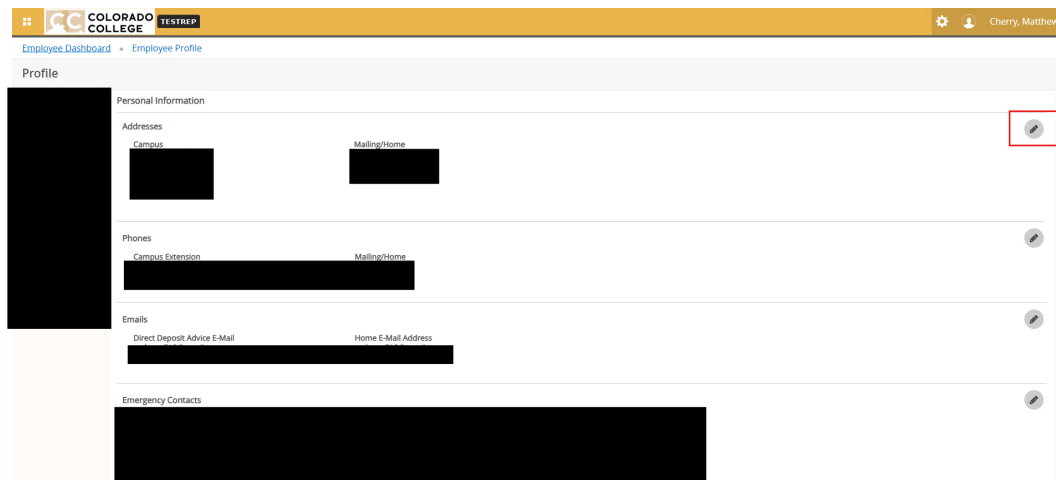 COLORADO
COLLEGE
TESTREP
Cherry, Matthew
Employee Dashboard • Employee Profile
Profile
Personal Information
Addresses
Campus Mailing/Home
Phones
Campus Extension Mailing/Home
Emails
Direct Deposit Advice E-Mail Home E-Mail Address
Emergency Contacts